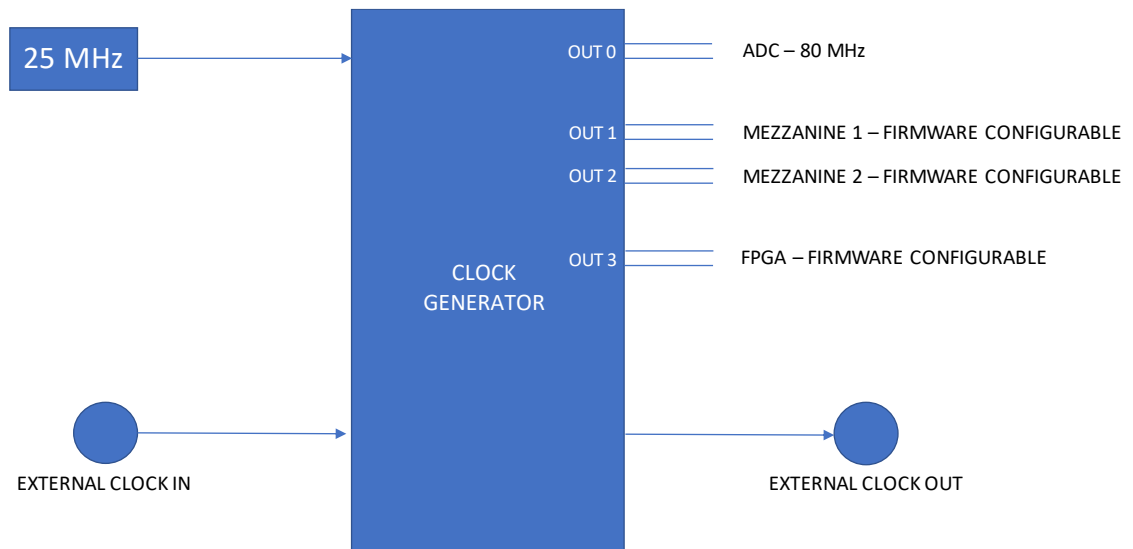 25 MHz
OUT 0
ADC – 80 MHz
OUT 1
MEZZANINE 1 – FIRMWARE CONFIGURABLE
OUT 2
MEZZANINE 2 – FIRMWARE CONFIGURABLE
OUT 3
FPGA – FIRMWARE CONFIGURABLE
CLOCK
GENERATOR
EXTERNAL CLOCK IN
EXTERNAL CLOCK OUT